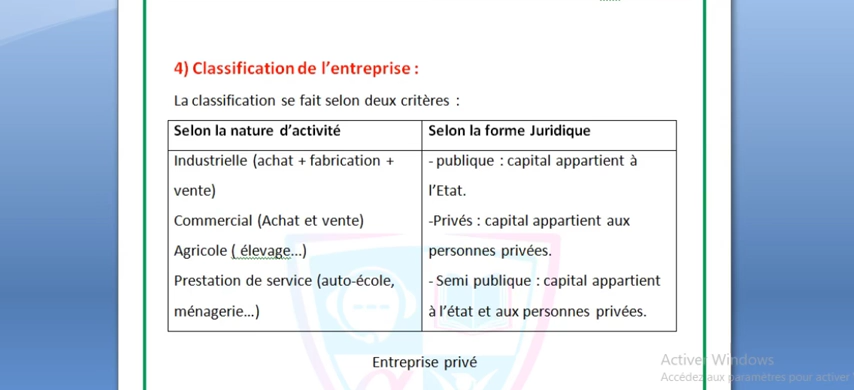 4) Classification de l'entreprise :
La classification se fait selon deux critères :
Selon la nature d'activité
Industrielle (achat + fabrication +
vente)
Commercial (Achat et vente)
Agricole ( élevage...)
Prestation de service (auto-école,
ménagerie...)
Selon la forme Juridique
- publique : capital appartient à
l'Etat.
-Privés : capital appartient aux
personnes privées.
- Semi publique : capital appartient
à l'état et aux personnes privées.
Entreprise privé
Activer Windows
Accédez aux paramètres pour activer